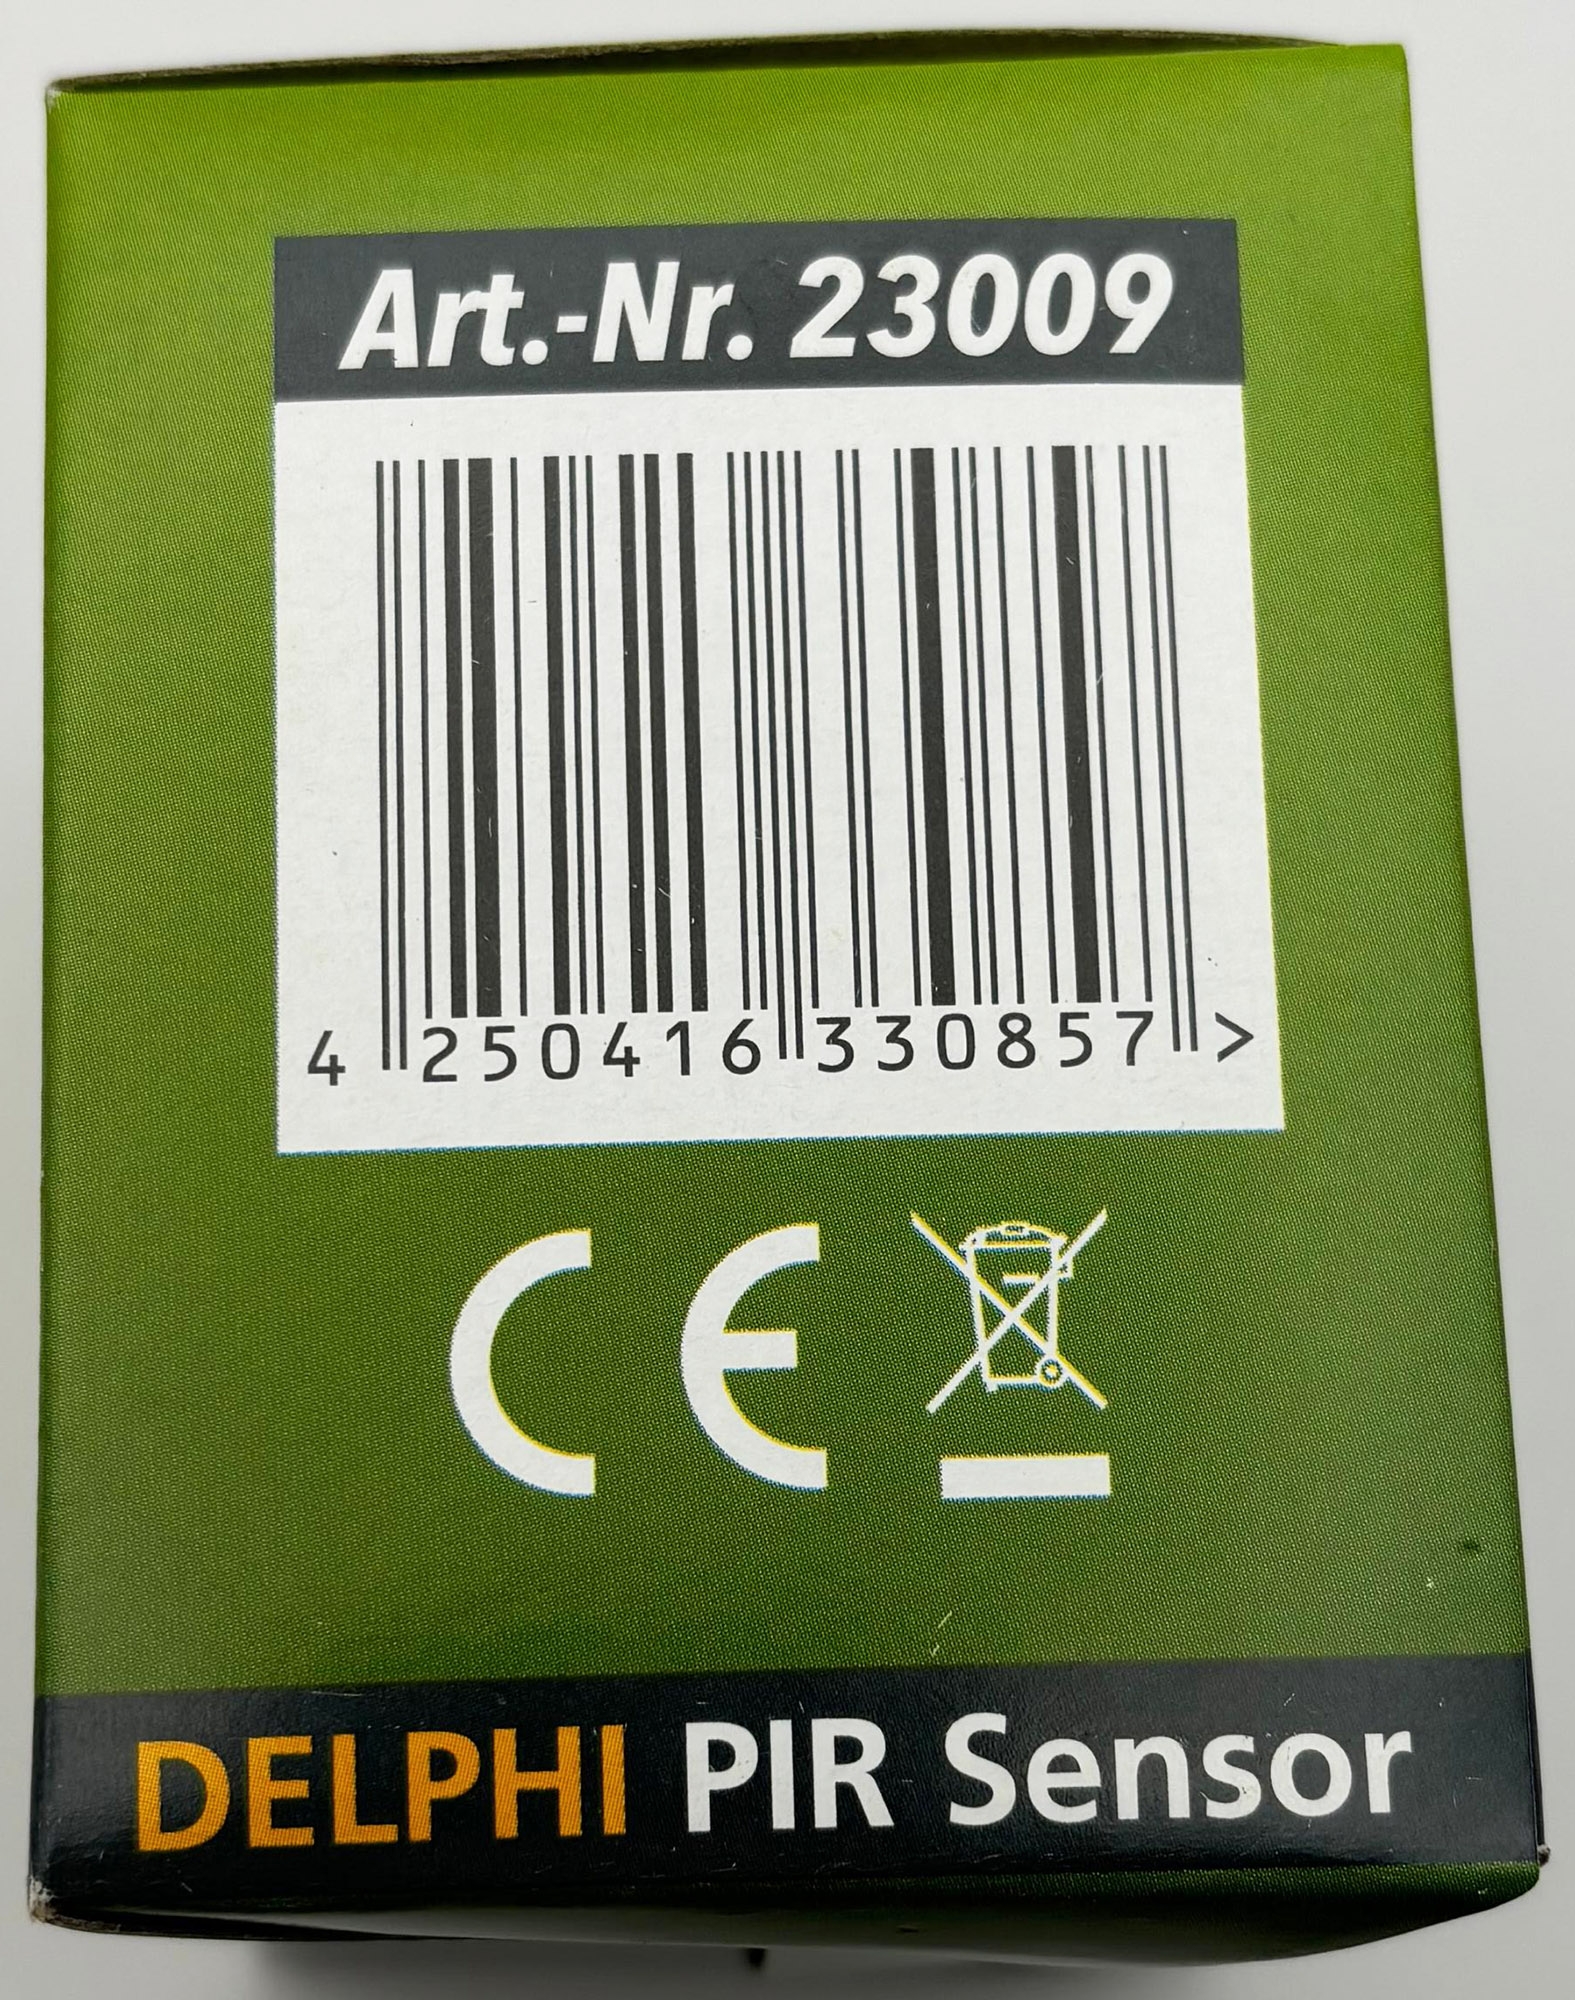 Art.-Nr. 23009
4 250416 330857 >
CE
DELPHI PIR Sensor